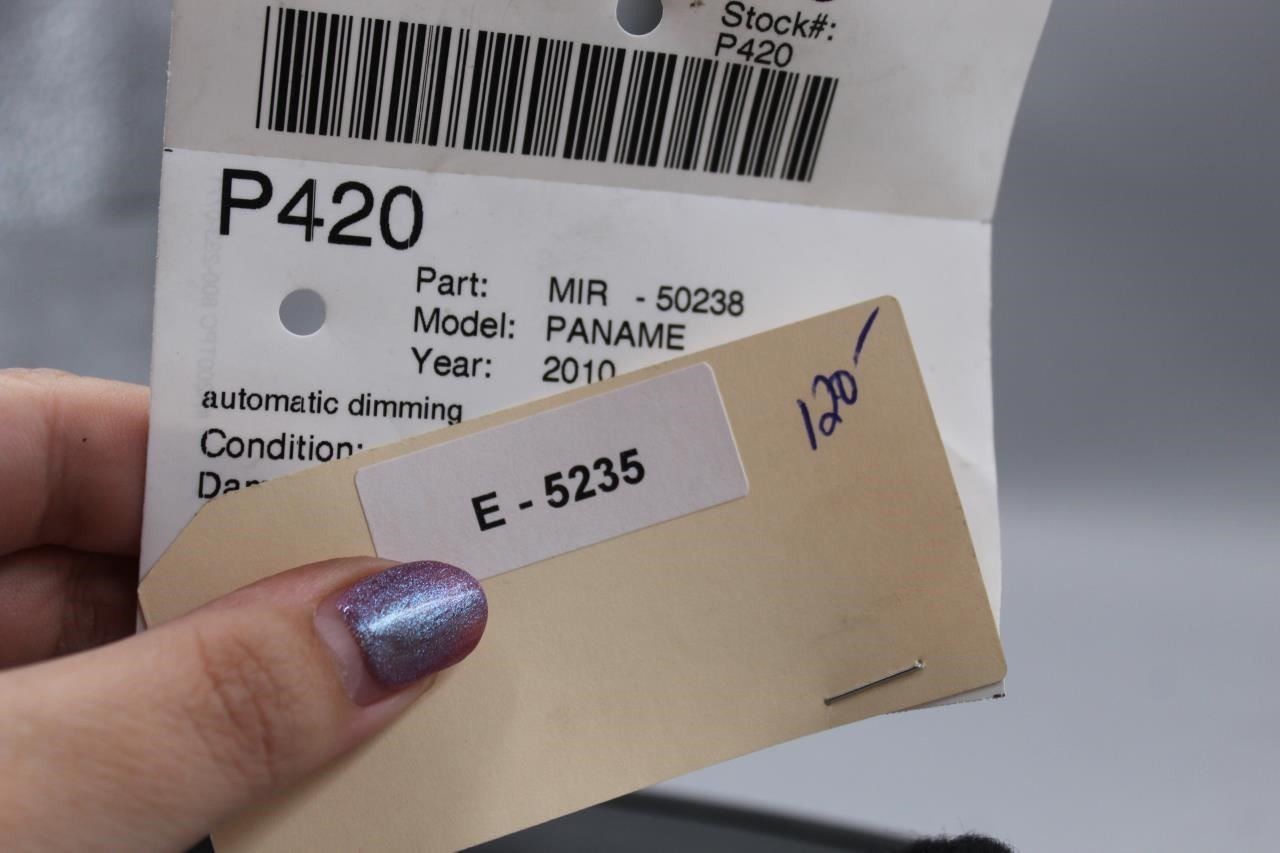 Stock#:
P420
P420
Part: MIR - 50238
Model: PANAME
Year: 2010
automatic dimming
Condition:
120
E - 5235